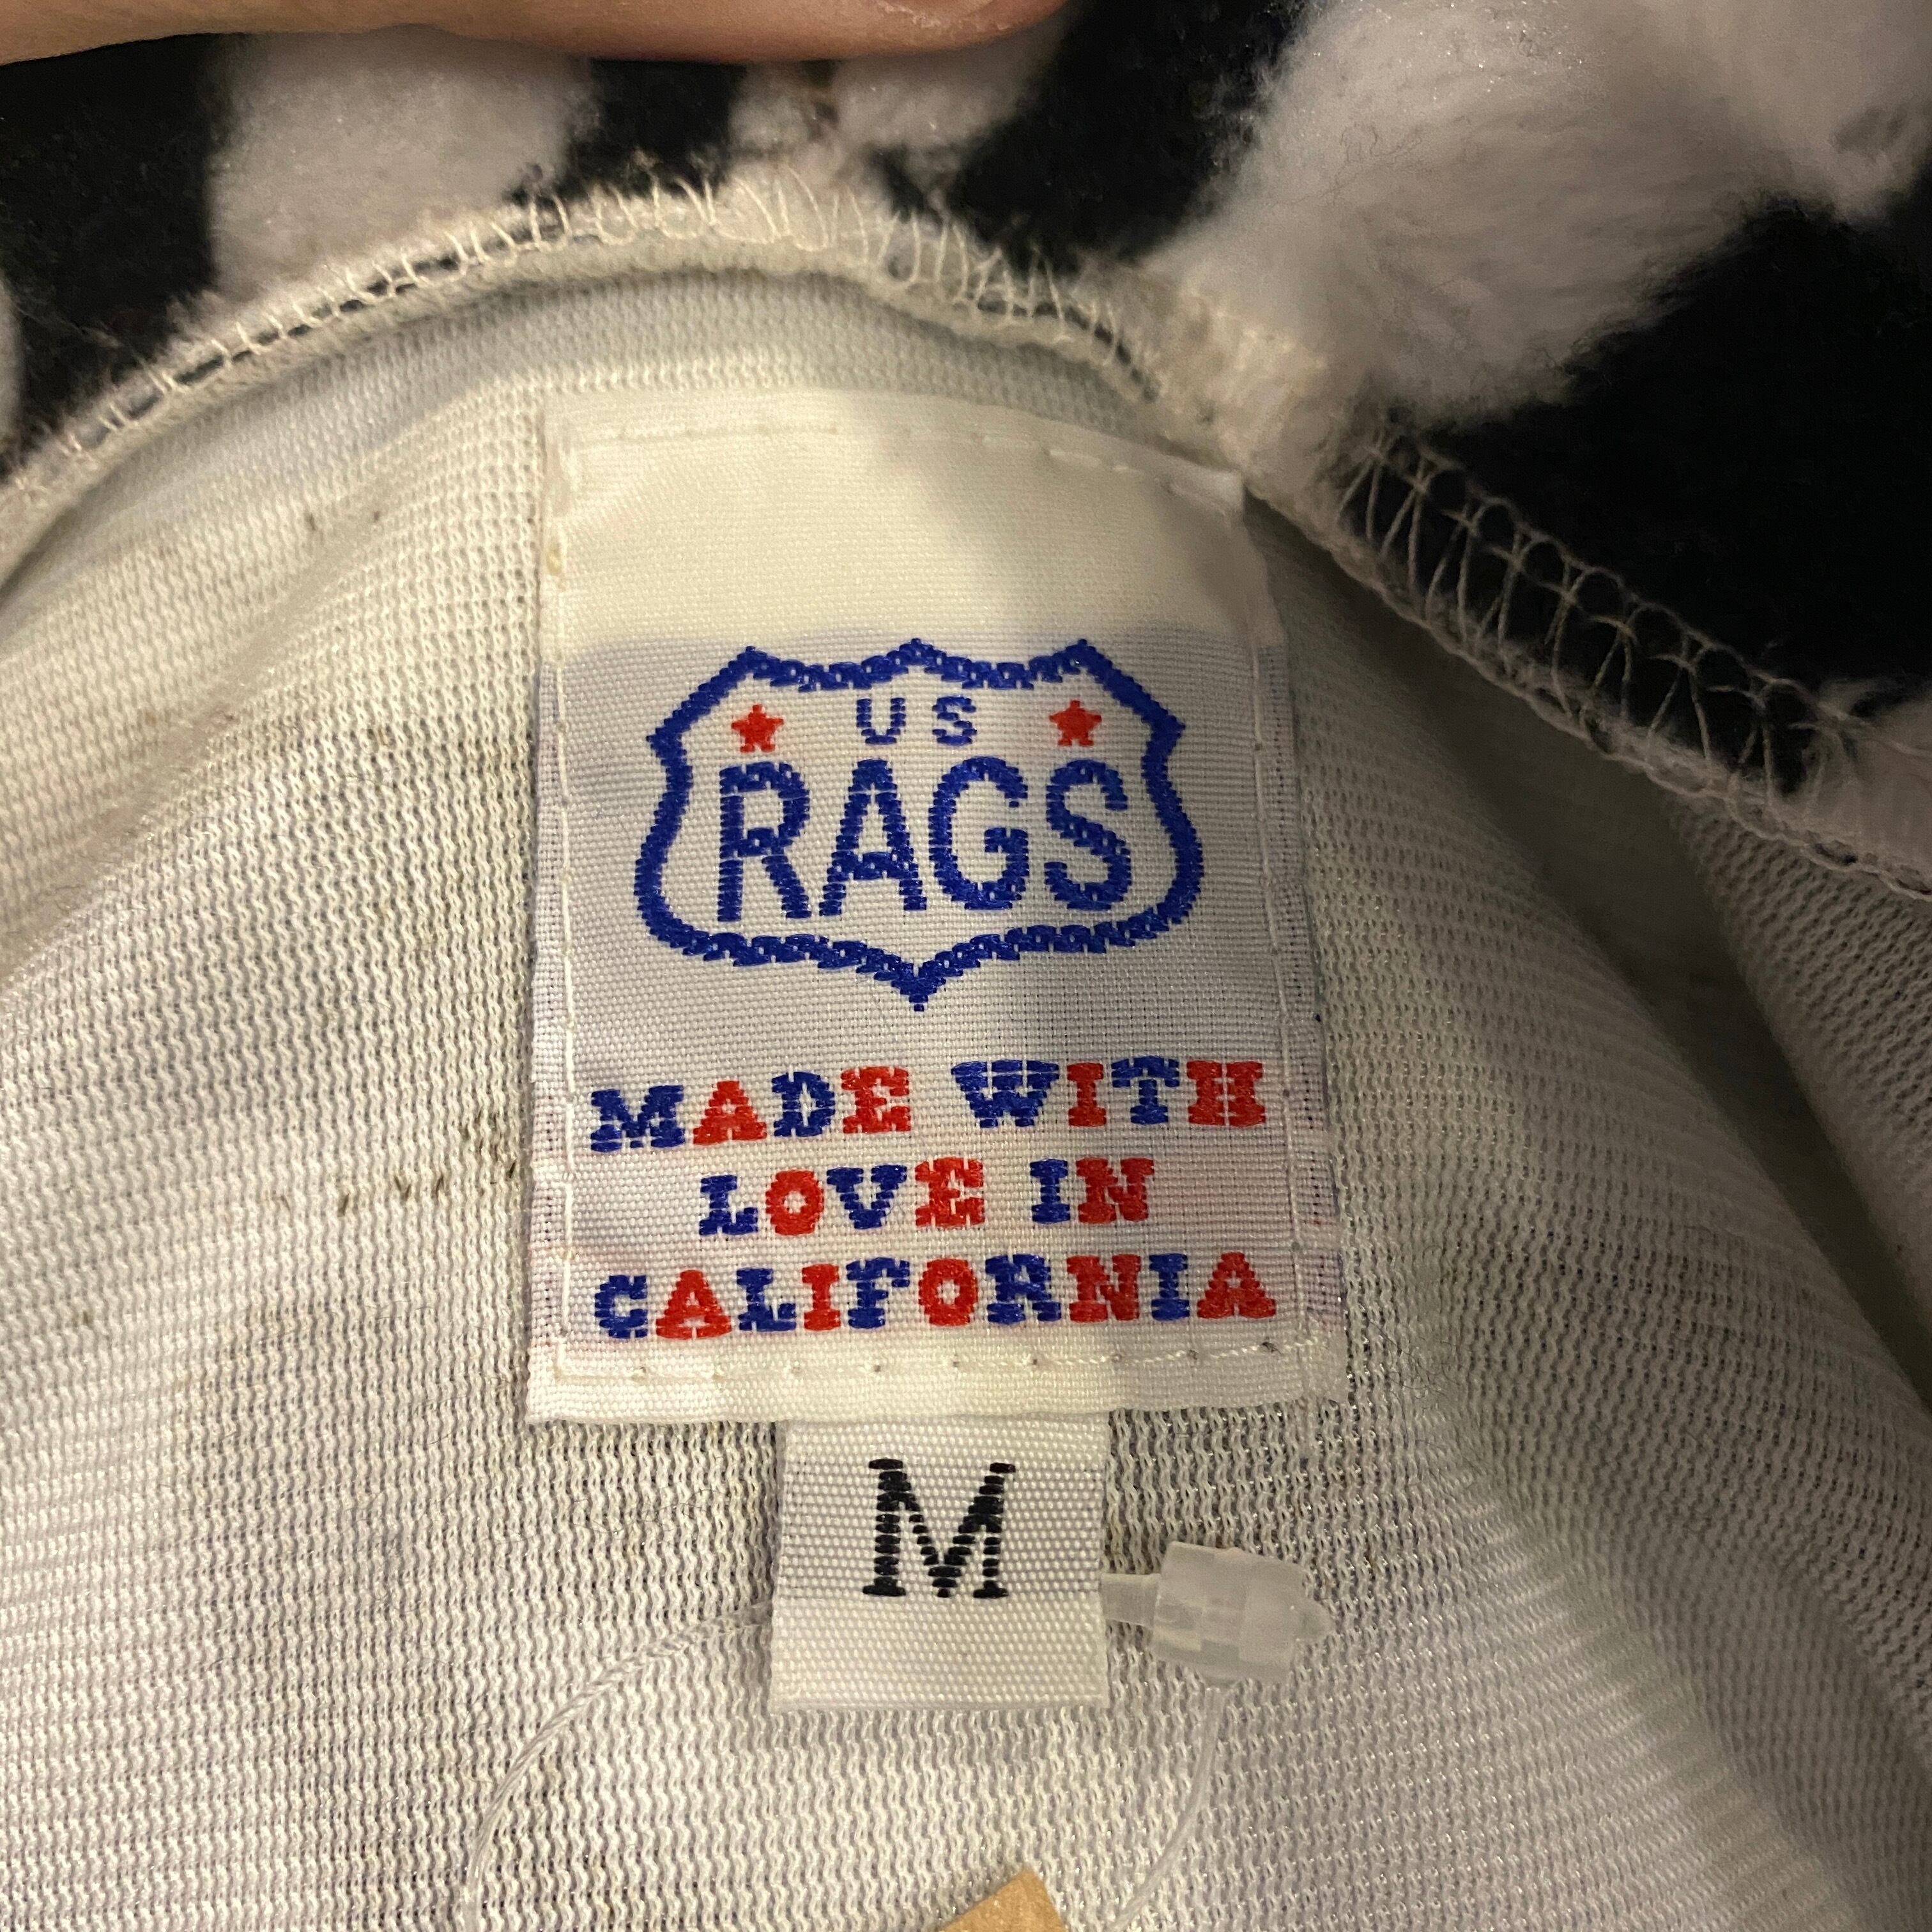 US
RAGS
MADE WITH
LOVE IN
CALIFORNIA
M